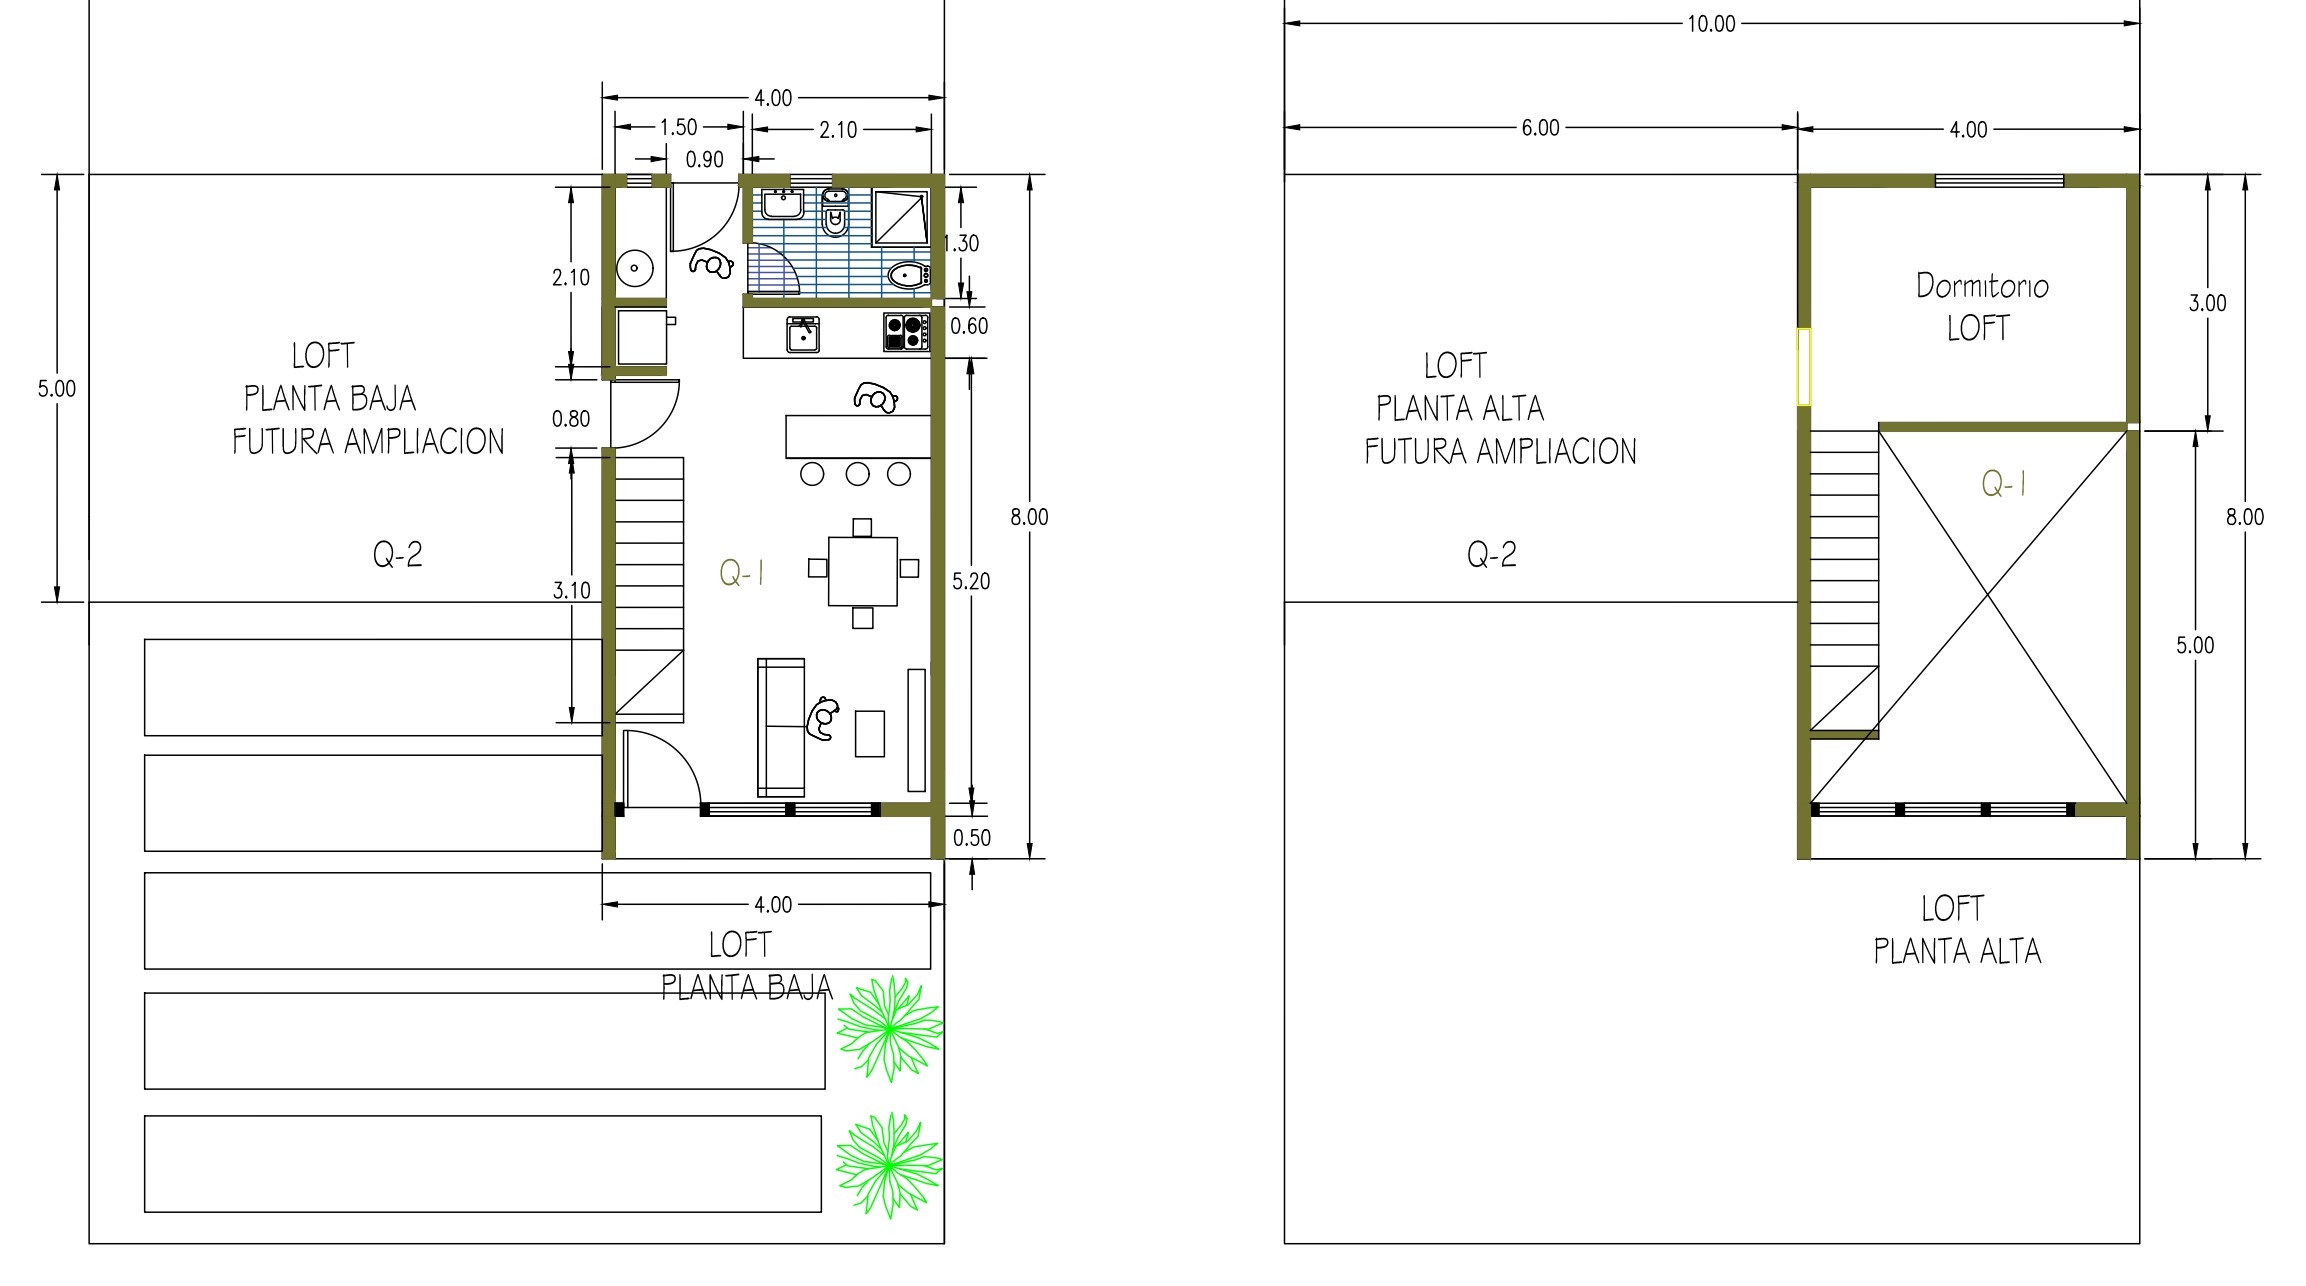 10.00
4.00
1.50
2.10
0.90
6.00
4.00
2.10
1.30
0.60
0.80
5.00
3.10
5.20
8.00
0.50
4.00
LOFT
PLANTA BAJA
FUTURA AMPLIACION
Q-2
Q-1
LOFT
PLANTA BAJA
Dormitorio
LOFT
3.00
LOFT
PLANTA ALTA
FUTURA AMPLIACION
Q-2
Q-1
8.00
5.00
LOFT
PLANTA ALTA